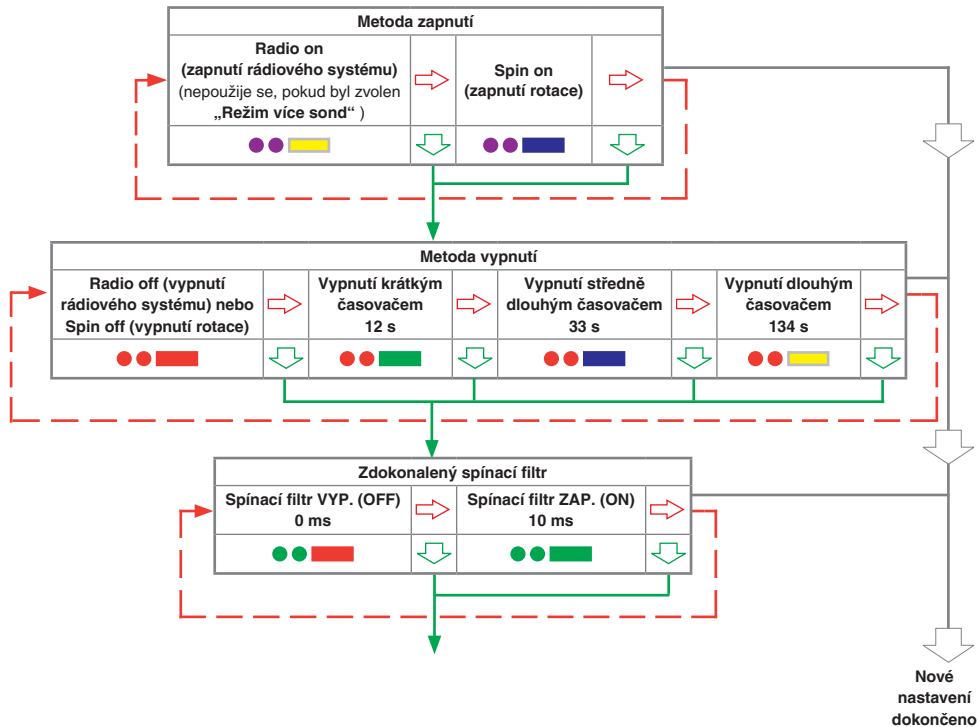 Metoda zapnutí
Radio on
(zapnutí rádiového systému)
(nepoužije se, pokud byl zvolen
„Režim více sond“ )
Spin on
(zapnutí rotace)
Metoda vypnutí
Radio off (vypnutí
rádiového systému) nebo
Spin off (vypnutí rotace)
Vypnutí krátkým
časovačem
12 s
Vypnutí středně
dlouhým časovačem
33 s
Vypnutí dlouhým
časovačem
134 s
Zdokonalený spínací filtr
Spínací filtr VYP. (OFF)
0 ms
Spínací filtr ZAP. (ON)
10 ms
Nové
nastavení
dokončeno